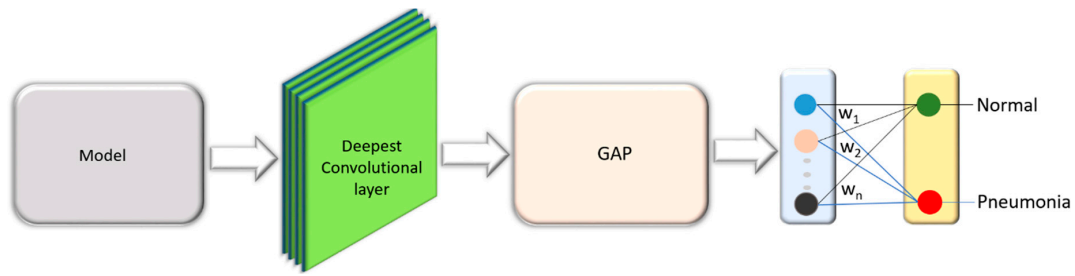 Model
Deepest
Convolutional
layer
GAP
w1
w2
wn
Normal
Pneumonia